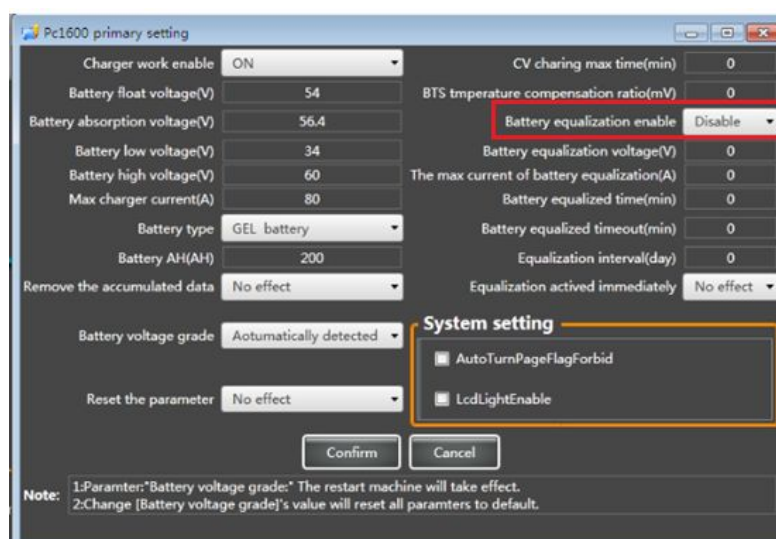 Pc1600 primary setting
Charger work enable ON
CV charing max time(min) 0
Battery float voltage(V) 54
BTS tmperature compensation ratio(mV) 0
Battery absorption voltage(V) 56.4
Battery equalization enable Disable
Battery low voltage(V) 34
Battery equalization voltage(V) 0
Battery high voltage(V) 60
The max current of battery equalization(A) 0
Max charger current(A) 80
Battery equalized time(min) 0
Battery type GEL battery
Battery equalized timeout(min) 0
Battery AH(AH) 200
Equalization interval(day) 0
Remove the accumulated data No effect
Equalization actived immediately No effect
System setting
Battery voltage grade Aotumatically detected
AutoTurnPageFlagForbid
Reset the parameter No effect
LcdLightEnable
Confirm Cancel
Note: 1:Paramter:"Battery voltage grade:" The restart machine will take effect.
2:Change [Battery voltage grade]'s value will reset all paramters to default.